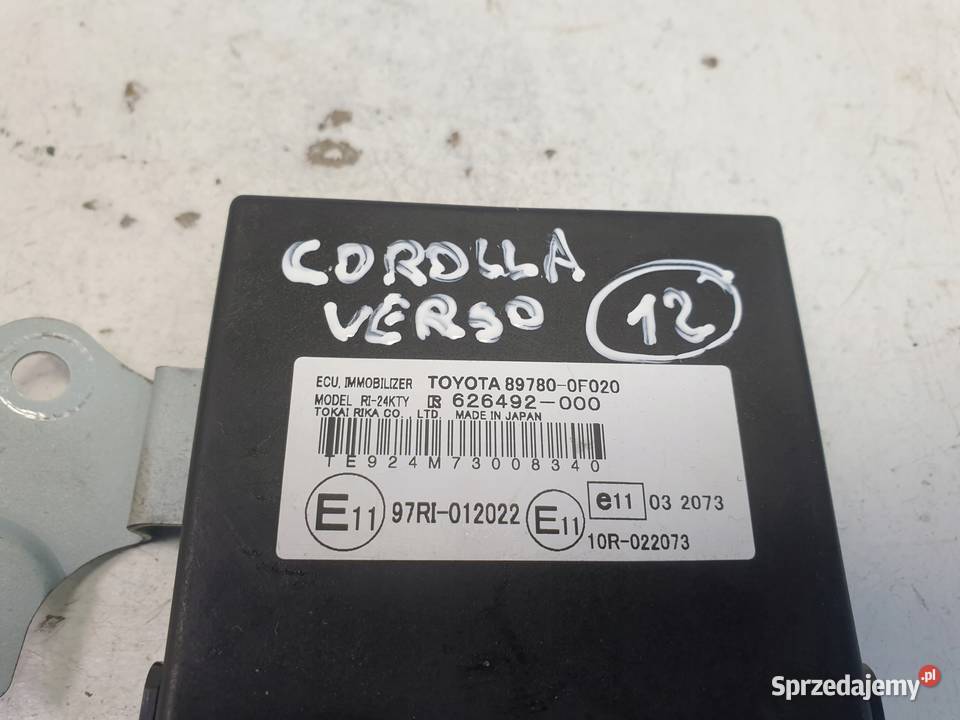 COROLLA
VERSO 12
ECU, IMMOBILIZER TOYOTA 89780-0F020
MODEL RI-24KTY 626492-000
TOKAI RIKA CO., LTD. MADE IN JAPAN
TE924M73008340
E11 97RI-012022 E11 e11 03 2073
10R-022073
Sprzedajemy.pl